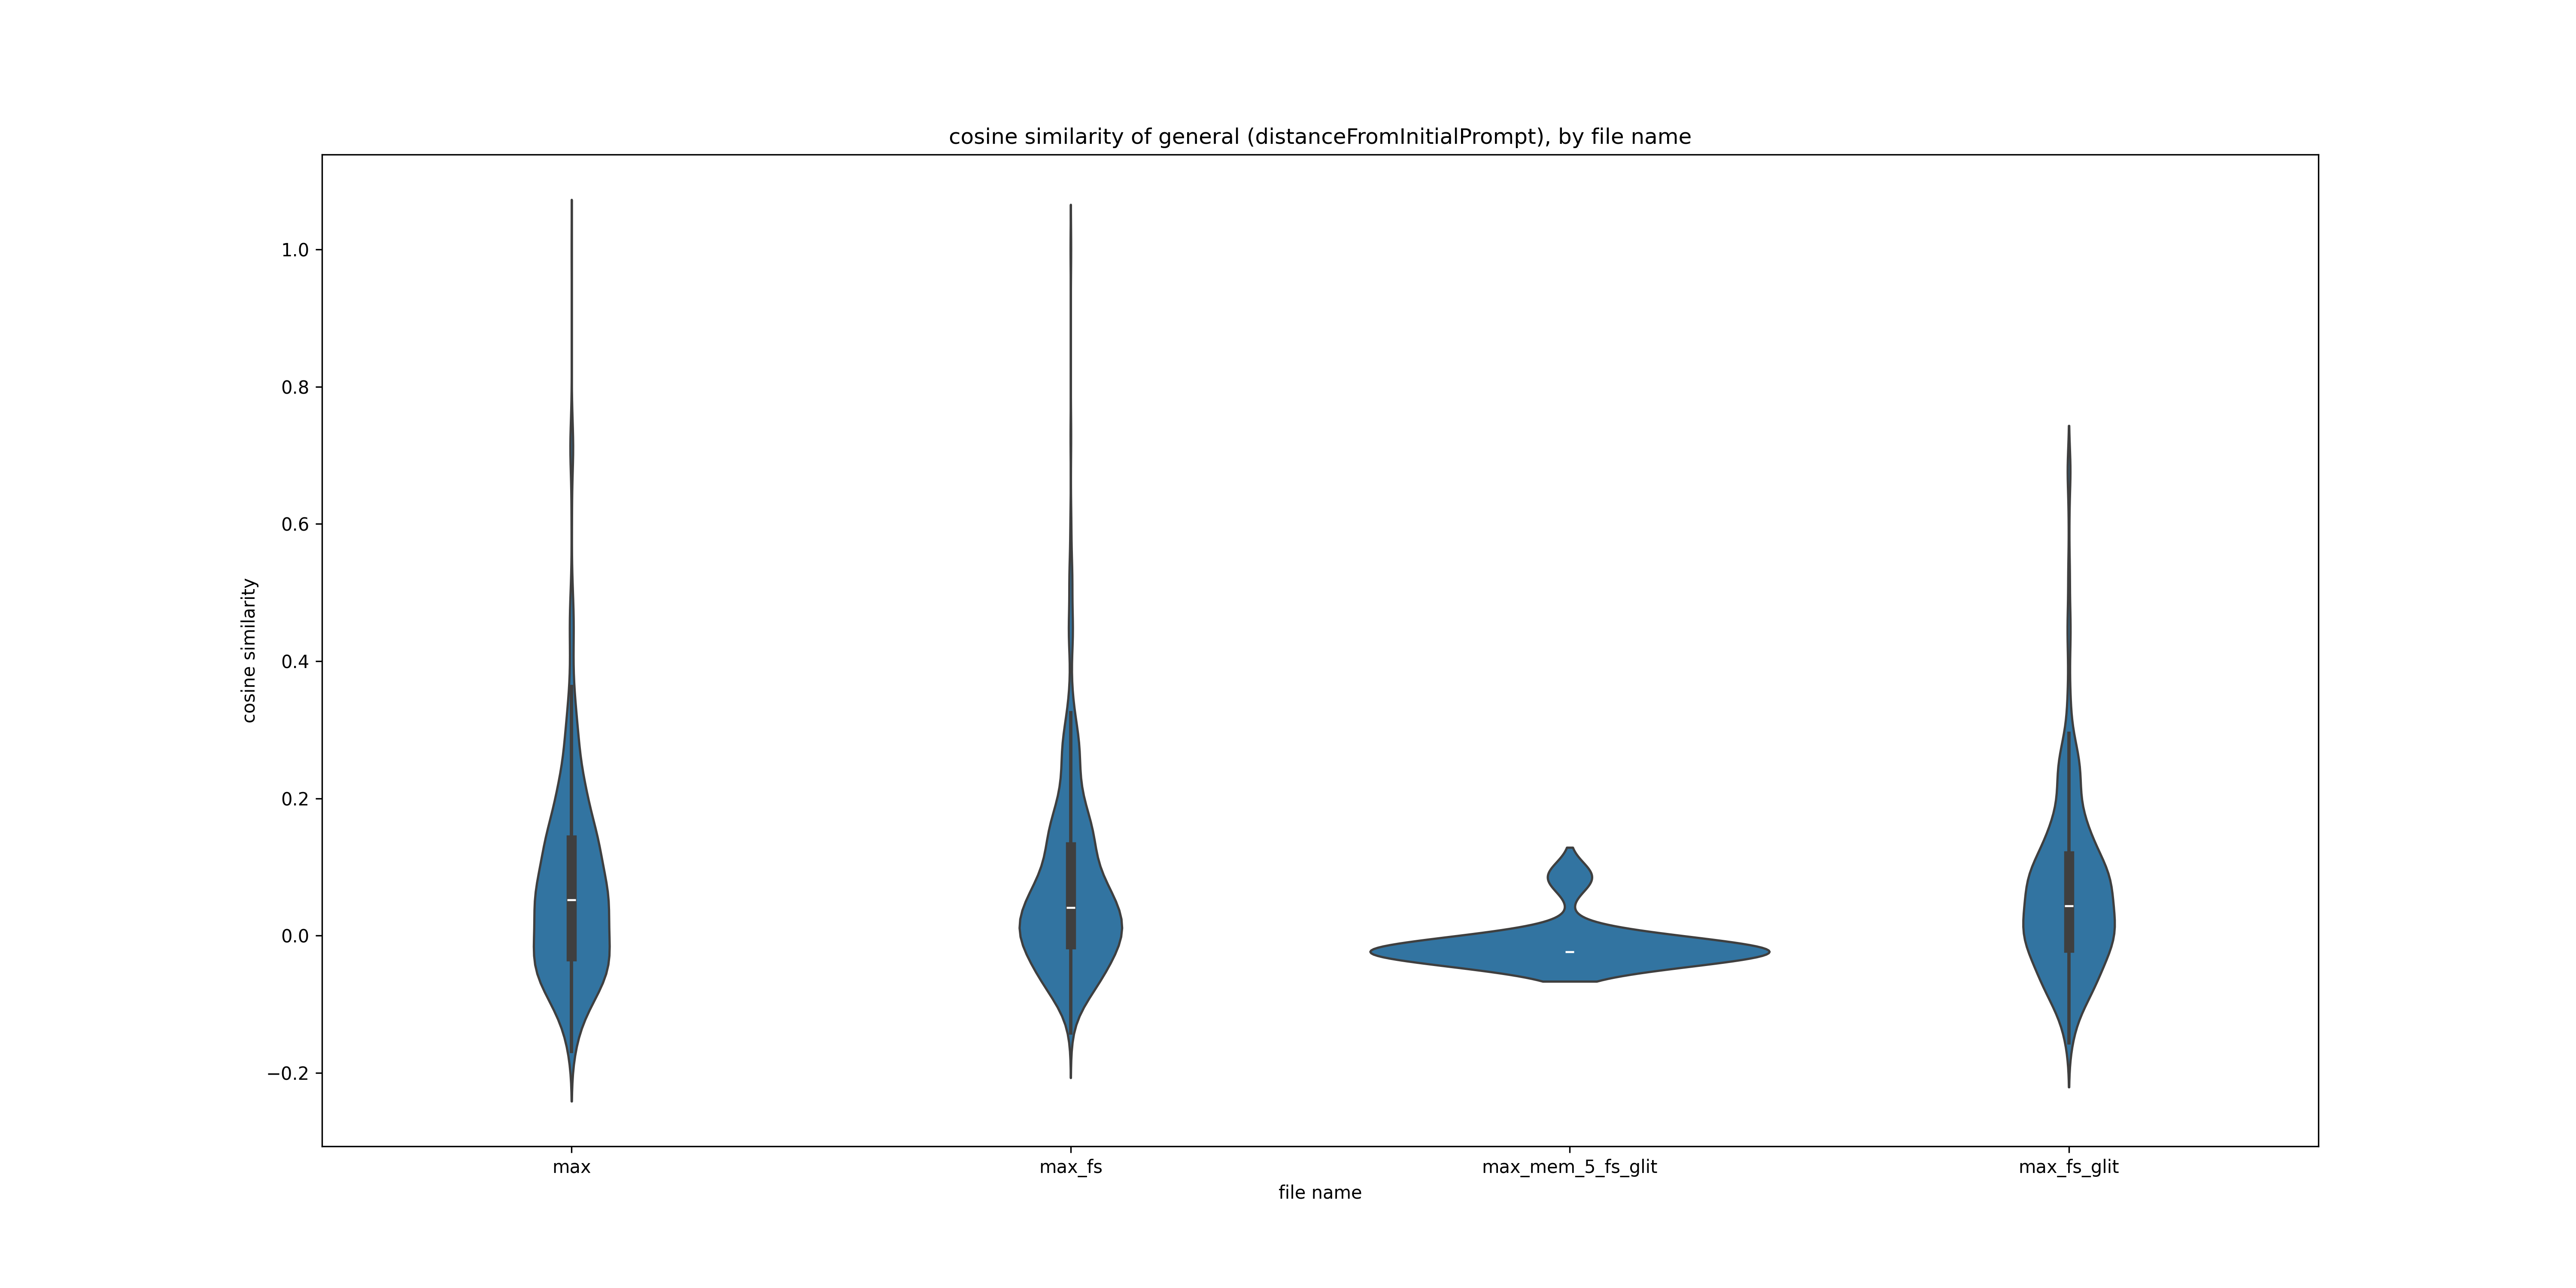 cosine similarity of general (distanceFromInitialPrompt), by file name
1.0
0.8
0.6
0.4
0.2
0.0
−0.2
cosine similarity
max
max_fs
max_mem_5_fs_glit
max_fs_glit
file name